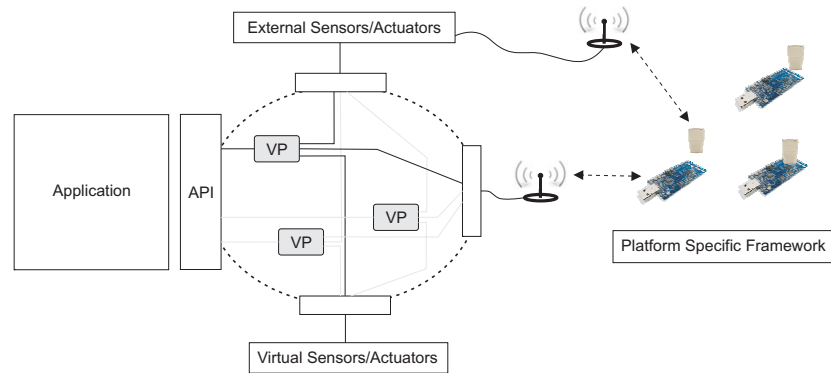 External Sensors/Actuators
Application
API
VP
VP
VP
Platform Specific Framework
Virtual Sensors/Actuators